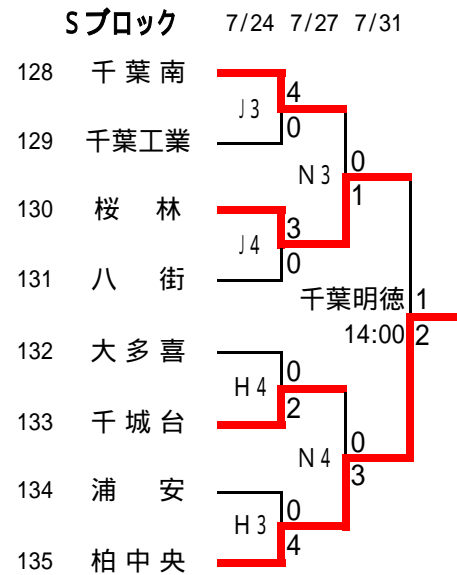 Sブロック 7/24 7/27 7/31
128 千葉南
4
J3
0
129 千葉工業
N3 0
1
130 桜 林
3
J4
0
131 八 街
千葉明徳 1
14:00 2
132 大多喜
0
H4
2
133 千城台
N4 0
3
134 浦 安
0
H3
4
135 柏中央